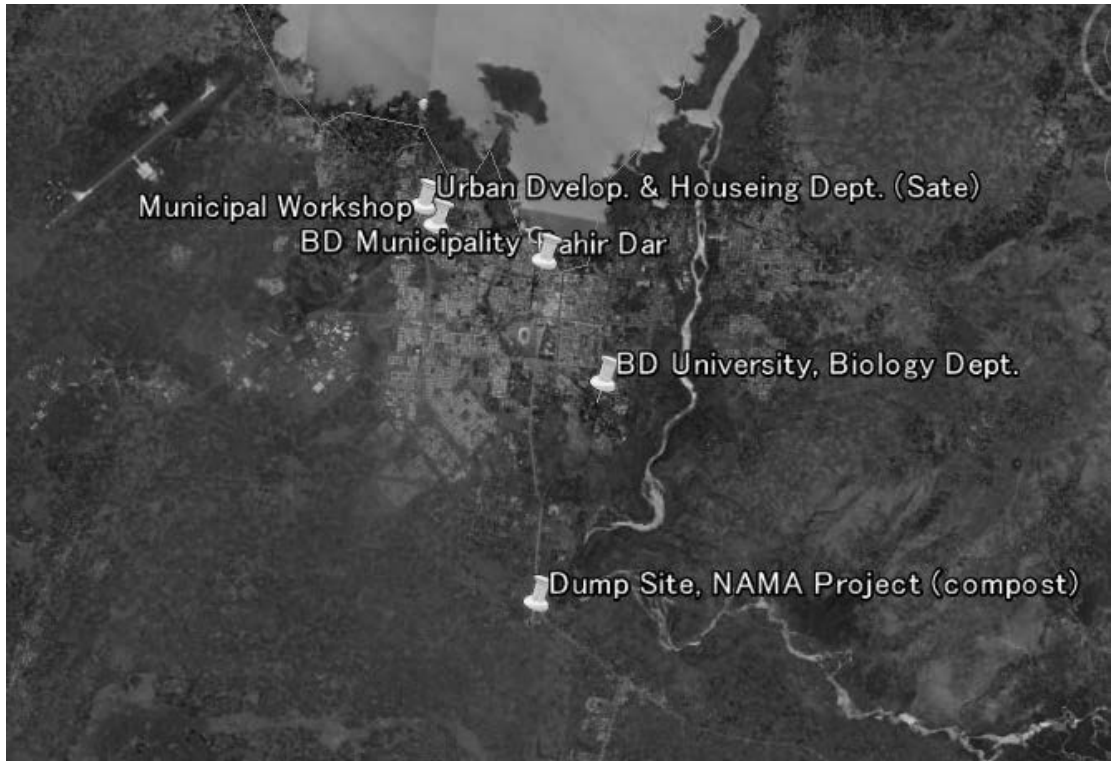 Urban Dvelop. & Houseing Dept. (Sate)
Municipal Workshop
BD Municipality ahir Dar
BD University, Biology Dept.
Dump Site, NAMA Project (compost)